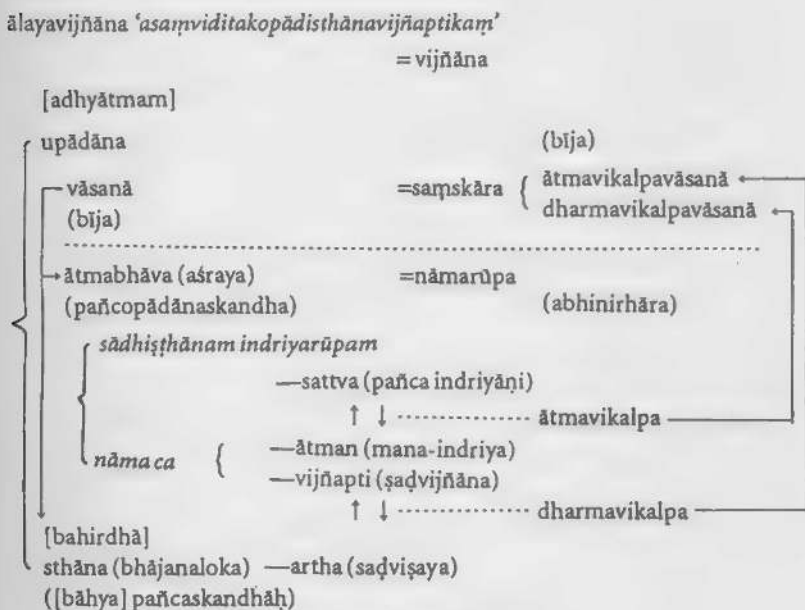 ālayavijñāna ‘asaṃviditakopādisthānavijñaptikaṃ’
= vijñāna
[adhyātmam]
upādāna (bīja)
vāsanā =saṃskāra { ātmavikalpavāsanā
(bīja) dharmavikalpavāsanā
ātmabhāva (aśraya) =nāmarūpa
(pañcopādānaskandha) (abhinirhāra)
sādhiṣṭhānam indriyarūpam
—sattva (pañca indriyāṇi)
↑ ↓ ātmavikalpa
nāma ca { —ātman (mana-indriya)
—vijñapti (ṣaḍvijñāna)
↑ ↓ dharmavikalpa
[bahirdhā]
sthāna (bhājanaloka) —artha (sadviṣaya)
([bāhya] pañcaskandhāḥ)